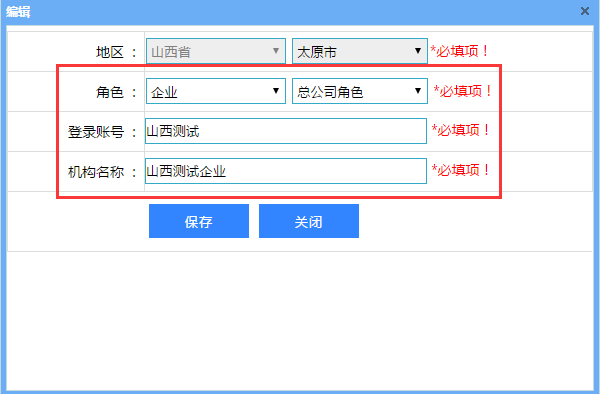 编辑
地区 : 山西省 太原市 *必填项！
角色 : 企业 总公司角色 *必填项！
登录账号 : 山西测试 *必填项！
机构名称 : 山西测试企业 *必填项！
保存 关闭